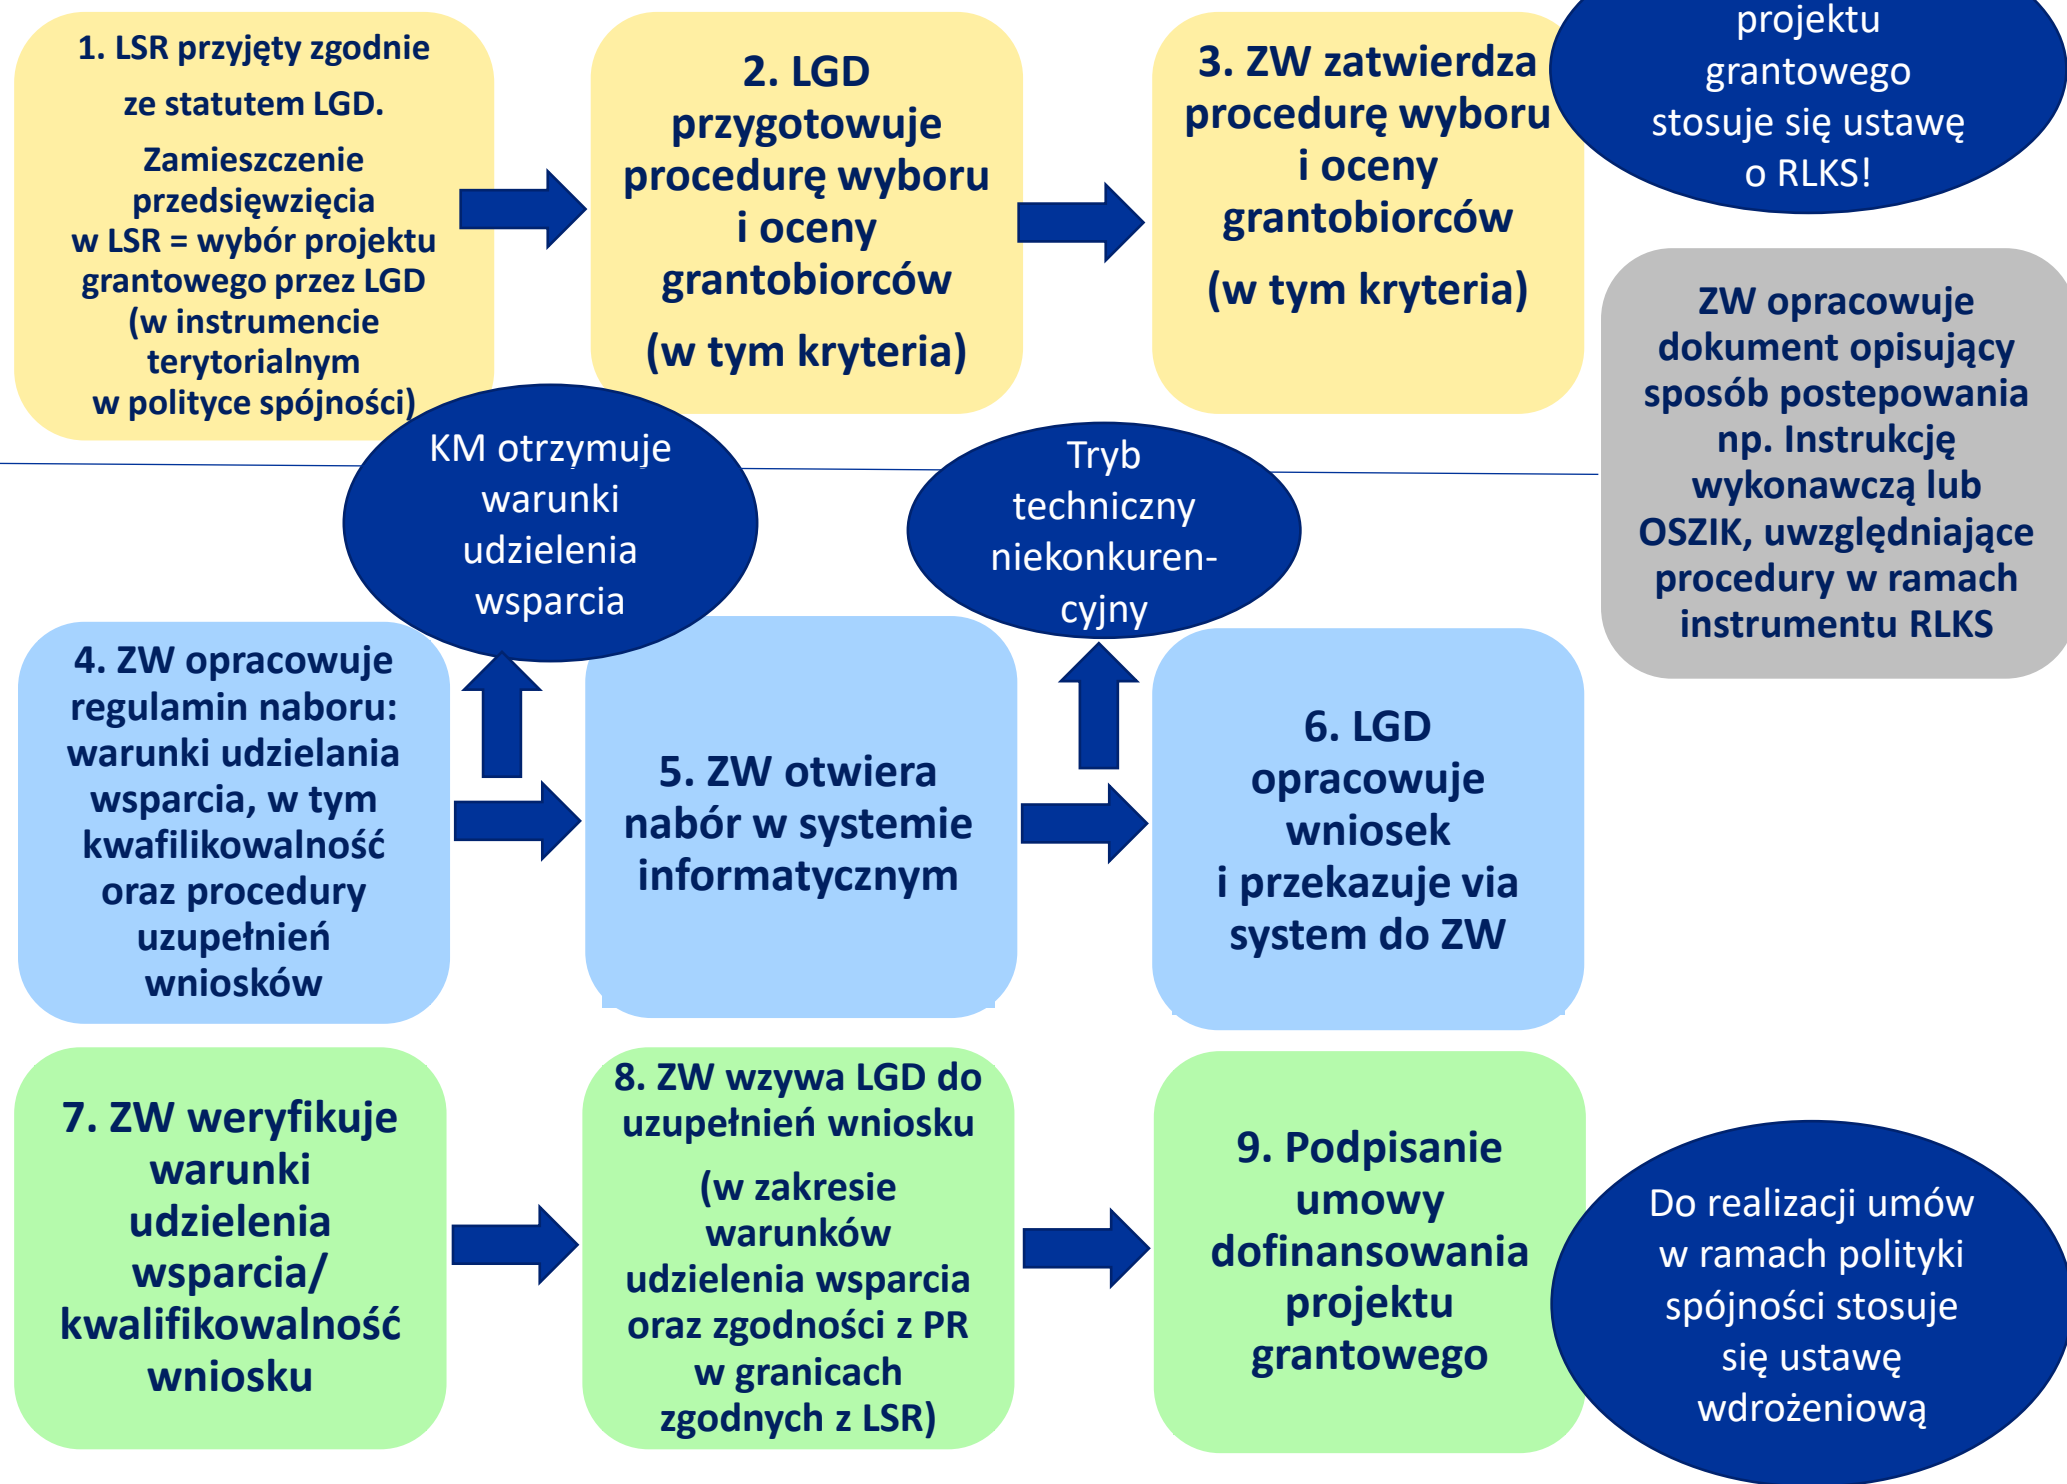 1. LSR przyjęty zgodnie
ze statutem LGD.
Zamieszczenie
przedsięwzięcia
w LSR = wybór projektu
grantowego przez LGD
(w instrumencie
terytorialnym
w polityce spójności)
2. LGD
przygotowuje
procedurę wyboru
i oceny
grantobiorców
(w tym kryteria)
3. ZW zatwierdza
procedurę wyboru
i oceny
grantobiorców
(w tym kryteria)
projektu
grantowego
stosuje się ustawę
o RLKS!
ZW opracowuje
dokument opisujący
sposób postepowania
np. Instrukcję
wykonawczą lub
OSZIK, uwzględniające
procedury w ramach
instrumentu RLKS
KM otrzymuje
warunki
udzielenia
wsparcia
Tryb
techniczny
niekonkuren-
cyjny
4. ZW opracowuje
regulamin naboru:
warunki udzielania
wsparcia, w tym
kwafilikowalność
oraz procedury
uzupełnień
wniosków
5. ZW otwiera
nabór w systemie
informatycznym
6. LGD
opracowuje
wniosek
i przekazuje via
system do ZW
7. ZW weryfikuje
warunki
udzielenia
wsparcia/
kwalifikowalność
wniosku
8. ZW wzywa LGD do
uzupełnień wniosku
(w zakresie
warunków
udzielenia wsparcia
oraz zgodności z PR
w granicach
zgodnych z LSR)
9. Podpisanie
umowy
dofinansowania
projektu
grantowego
Do realizacji umów
w ramach polityki
spójności stosuje
się ustawę
wdrożeniową